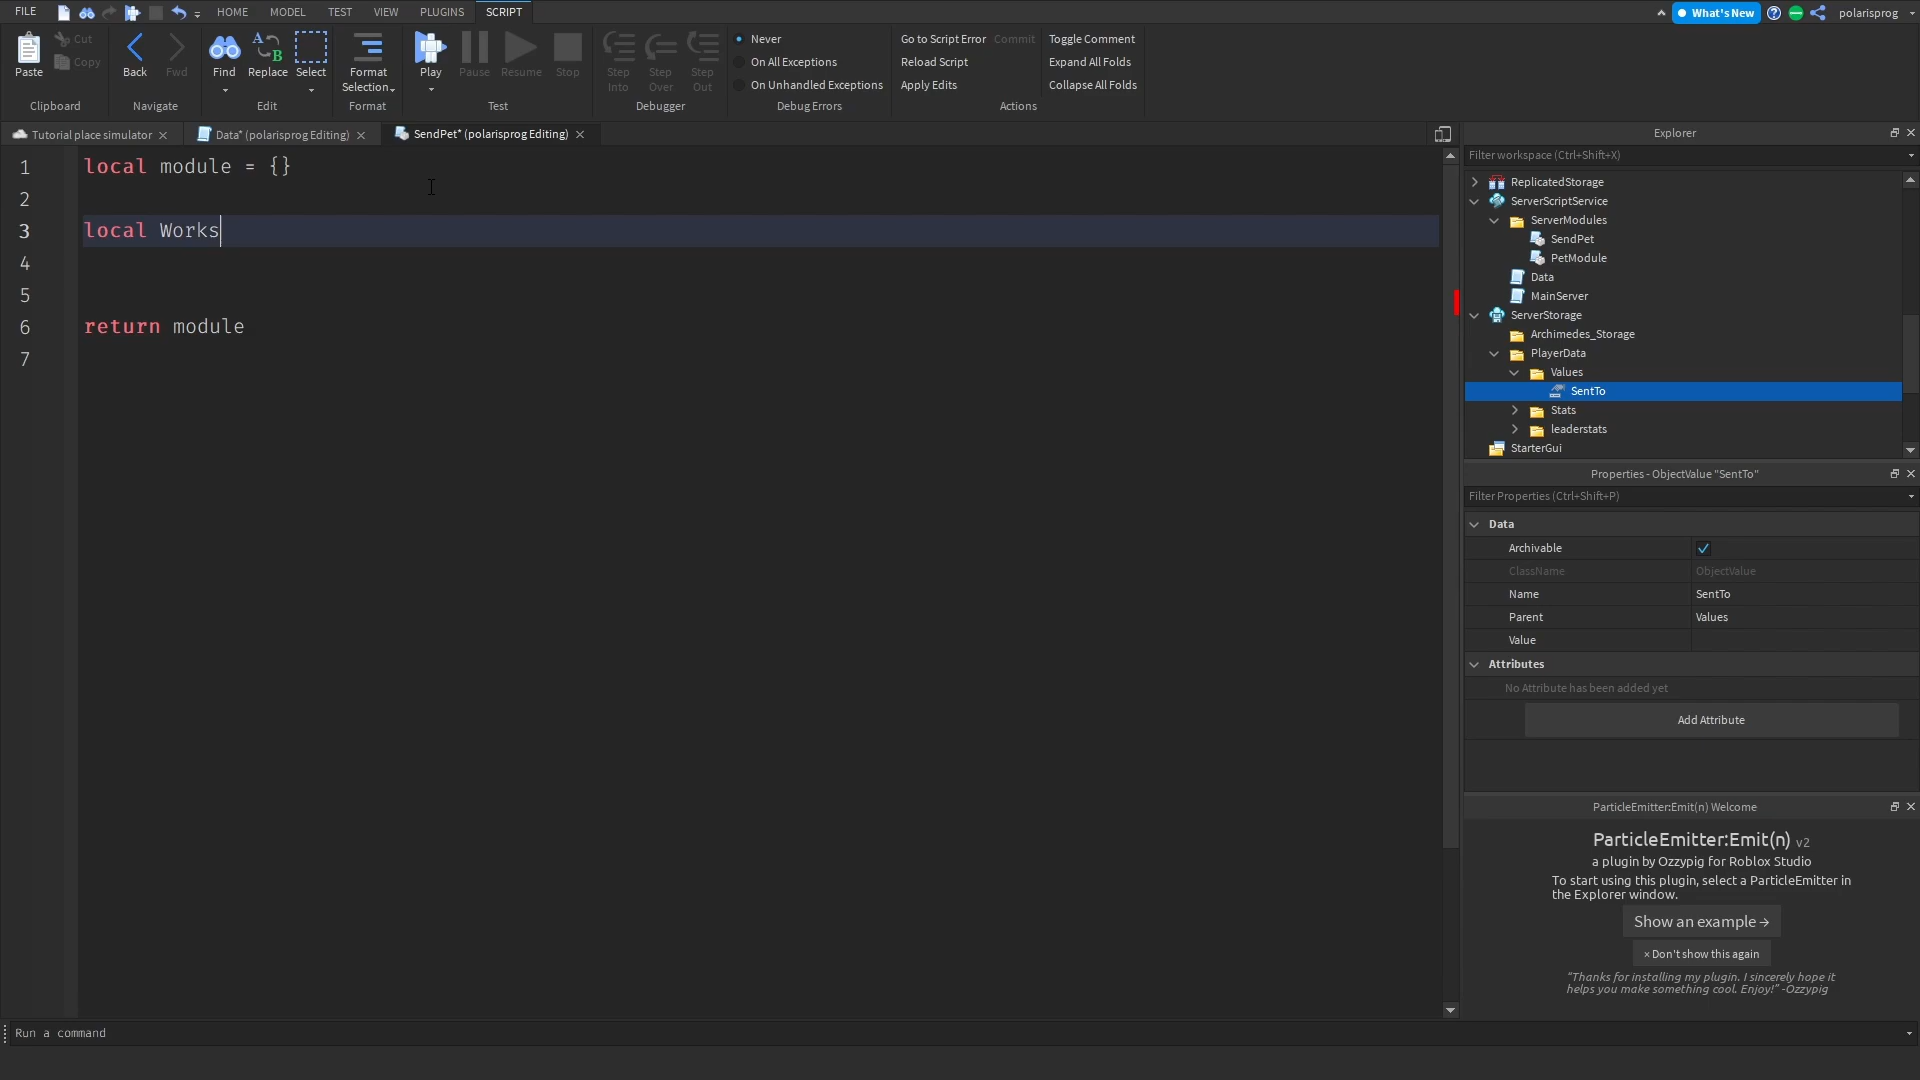 FILE HOME MODEL TEST VIEW PLUGINS SCRIPT What's New polarisprog
Paste Cut Copy Back Fwd Find Replace Select Format Selection Play Pause Resume Stop Step Into Step Over Step Out
Never Go to Script Error Commit Toggle Comment
On All Exceptions Reload Script Expand All Folds
On Unhandled Exceptions Apply Edits Collapse All Folds
Clipboard Navigate Edit Format Test Debugger Debug Errors Actions
Tutorial place simulator Data* (polarisprog Editing) SendPet* (polarisprog Editing)
1 local module = {}
2
3 local Works
4
5
6 return module
7
Explorer
Filter workspace (Ctrl+Shift+X)
ReplicatedStorage
ServerScriptService
ServerModules
SendPet
PetModule
Data
MainServer
ServerStorage
Archimedes_Storage
PlayerData
Values
SentTo
Stats
leaderstats
StarterGui
Properties - ObjectValue "SentTo"
Filter Properties (Ctrl+Shift+P)
Data
Archivable
ClassName ObjectValue
Name SentTo
Parent Values
Value
Attributes
No Attribute has been added yet
Add Attribute
ParticleEmitter:Emit(n) Welcome
ParticleEmitter:Emit(n) v2
a plugin by Ozzypig for Roblox Studio
To start using this plugin, select a ParticleEmitter in
the Explorer window.
Show an example →
× Don't show this again
"Thanks for installing my plugin. I sincerely hope it
helps you make something cool. Enjoy!" -Ozzypig
Run a command